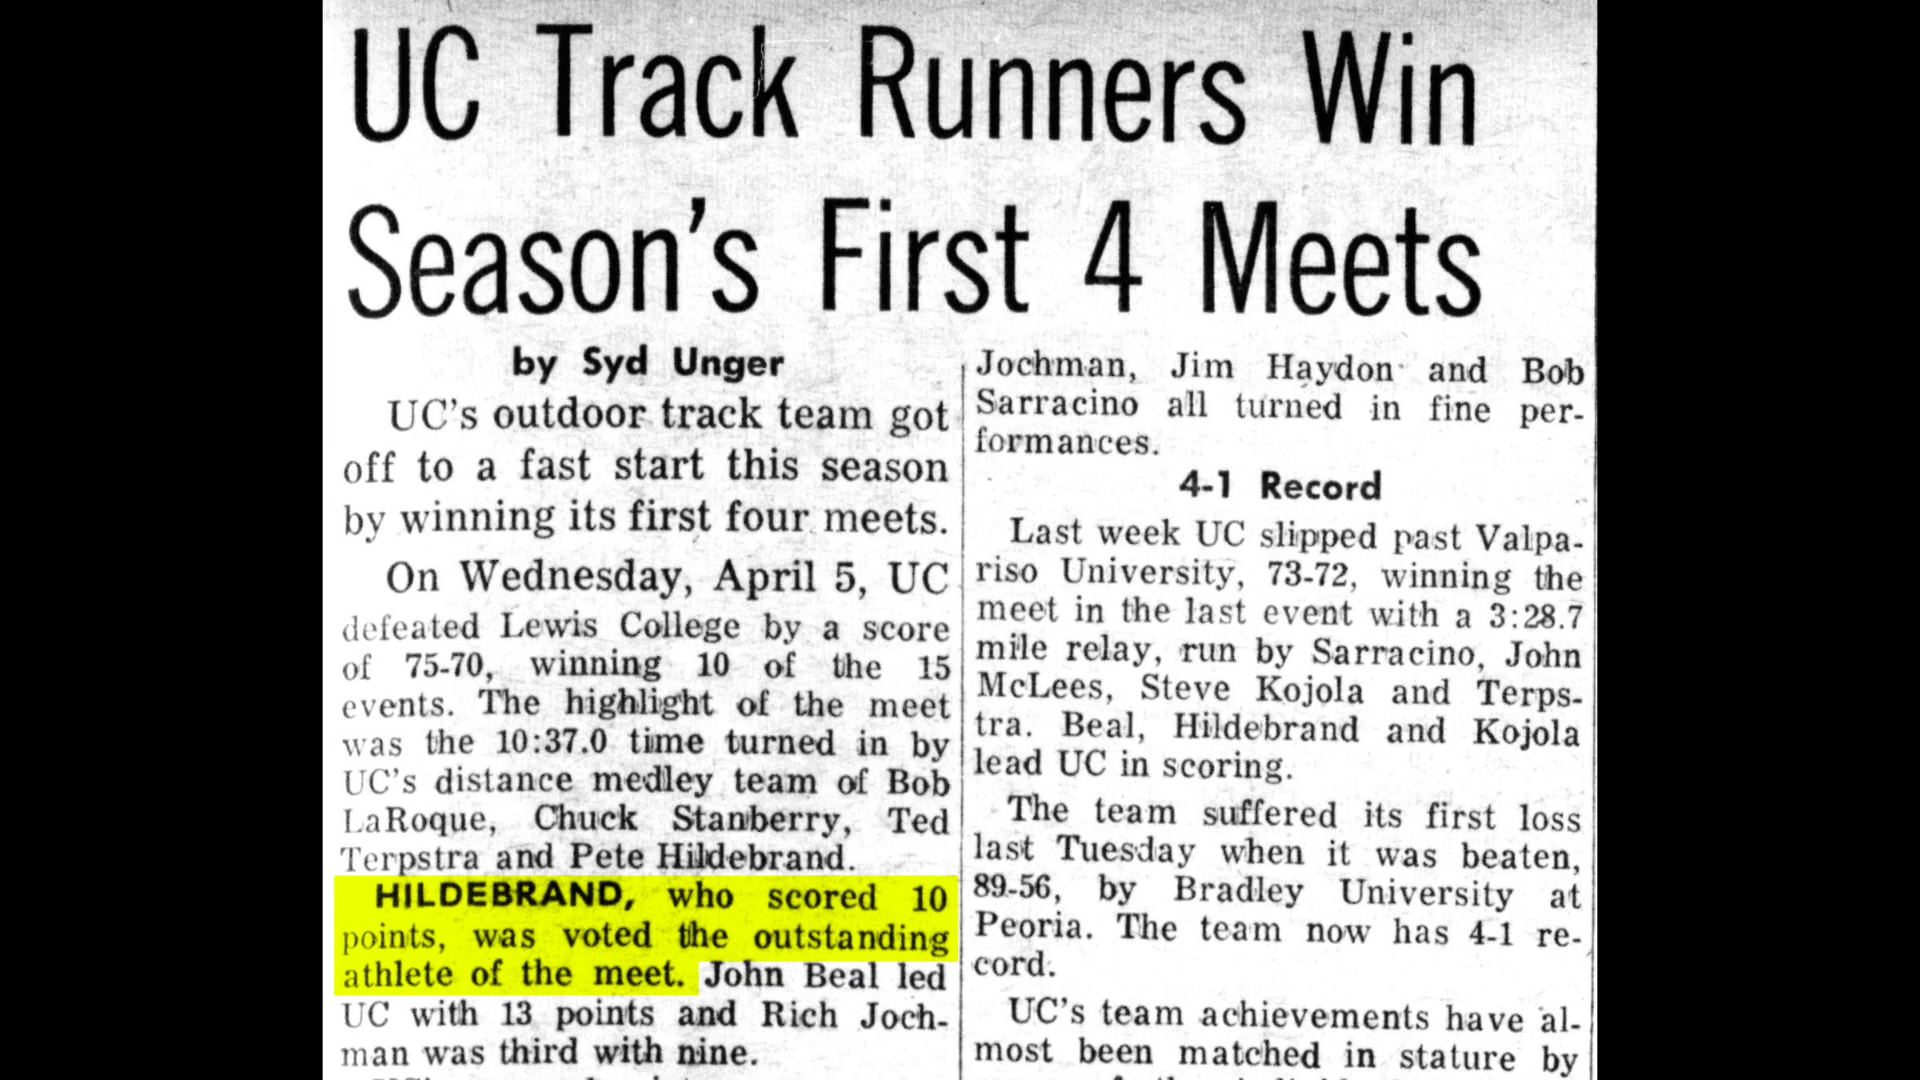 UC Track Runners Win
Season's First 4 Meets
by Syd Unger
UC's outdoor track team got
off to a fast start this season
by winning its first four meets.
On Wednesday, April 5, UC
defeated Lewis College by a score
of 75-70, winning 10 of the 15
events. The highlight of the meet
was the 10:37.0 time turned in by
UC's distance medley team of Bob
LaRoque, Chuck Stanberry, Ted
Terpstra and Pete Hildebrand.
HILDEBRAND, who scored 10
points, was voted the outstanding
athlete of the meet. John Beal led
UC with 13 points and Rich Joch-
man was third with nine.
Jochman, Jim Haydon and Bob
Sarracino all turned in fine per-
formances.
4-1 Record
Last week UC slipped past Valpa-
riso University, 73-72, winning the
meet in the last event with a 3:28.7
mile relay, run by Sarracino, John
McLees, Steve Kojola and Terps-
tra. Beal, Hildebrand and Kojola
lead UC in scoring.
The team suffered its first loss
last Tuesday when it was beaten,
89-56, by Bradley University at
Peoria. The team now has 4-1 re-
cord.
UC's team achievements have al-
most been matched in stature by